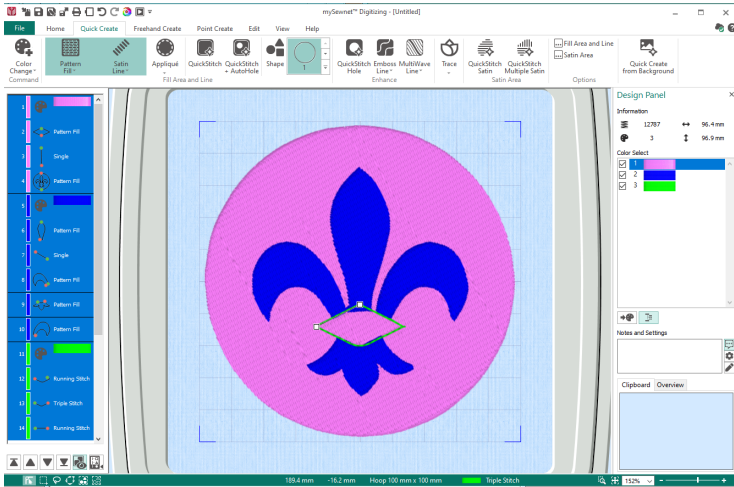 mySewnet™ Digitizing - [Untitled]
File Home Quick Create Freehand Create Point Create Edit View Help
Color Change Pattern Fill Satin Line Appliqué QuickStitch QuickStitch + AutoHole Shape 1 QuickStitch Hole Emboss Line MultiWave Line Trace QuickStitch Satin QuickStitch Multiple Satin Fill Area and Line Satin Area Quick Create from Background
Command Fill Area and Line Enhance Satin Area Options
1
2 Pattern Fill
3 Single
4 Pattern Fill
5
6 Pattern Fill
7 Single
8 Pattern Fill
9 Pattern Fill
10 Pattern Fill
11
12 Running Stitch
13 Triple Stitch
14 Running Stitch
Design Panel
Information
12787 96.4 mm
3 96.9 mm
Color Select
1
2
3
Notes and Settings
Clipboard Overview
189.4 mm -16.2 mm Hoop 100 mm x 100 mm Triple Stitch 152%